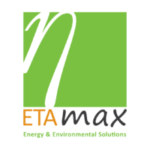 η
ETAmax
Energy & Environmental Solutions